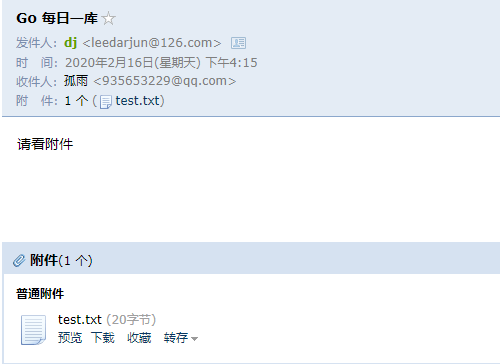 Go 每日一库
发件人: dj <leedarjun@126.com>
时 间: 2020年2月16日(星期天) 下午4:15
收件人: 孤雨 <935653229@qq.com>
附 件: 1 个 ( test.txt)
请看附件
附件(1 个)
普通附件
test.txt (20字节)
预览 下载 收藏 转存